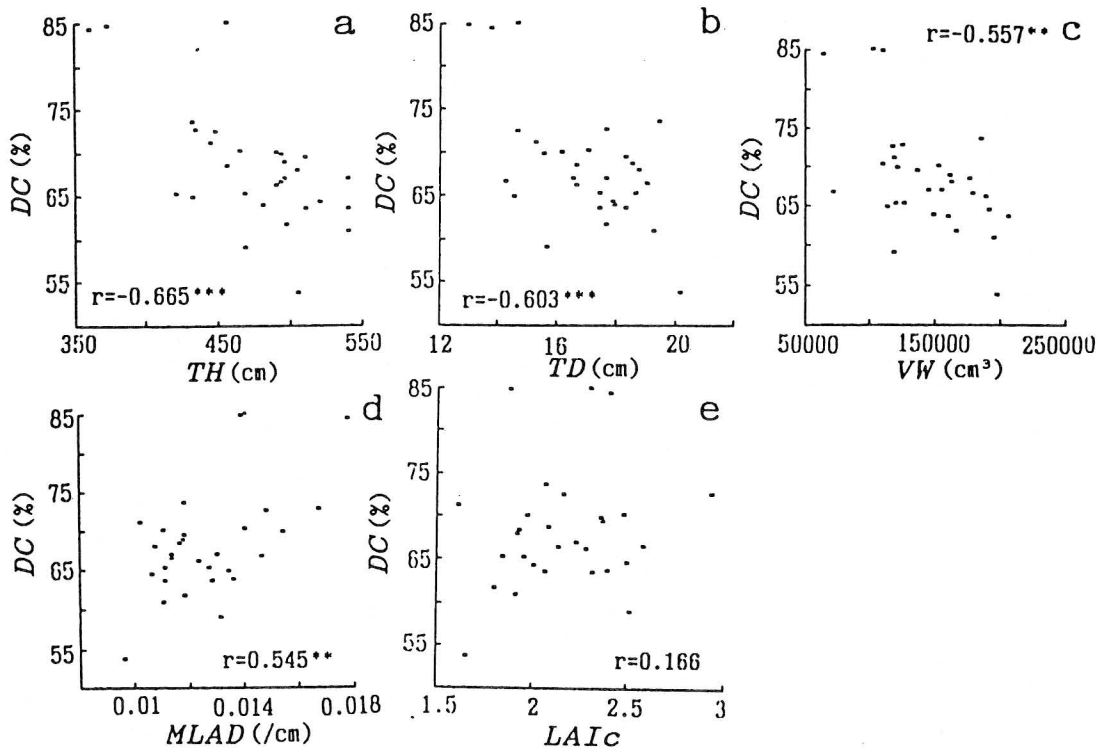 a
85
75
65
55
DC (%)
r=-0.665***
350
450
550
TH (cm)
b
85
75
65
55
DC (%)
r=-0.603***
12
16
20
TD (cm)
r=-0.557** c
85
75
65
55
DC (%)
50000
150000
250000
VW (cm³)
d
85
75
65
55
DC (%)
r=0.545**
0.01
0.014
0.018
MLAD (/cm)
e
85
75
65
55
DC (%)
r=0.166
1.5
2
2.5
3
LAIc